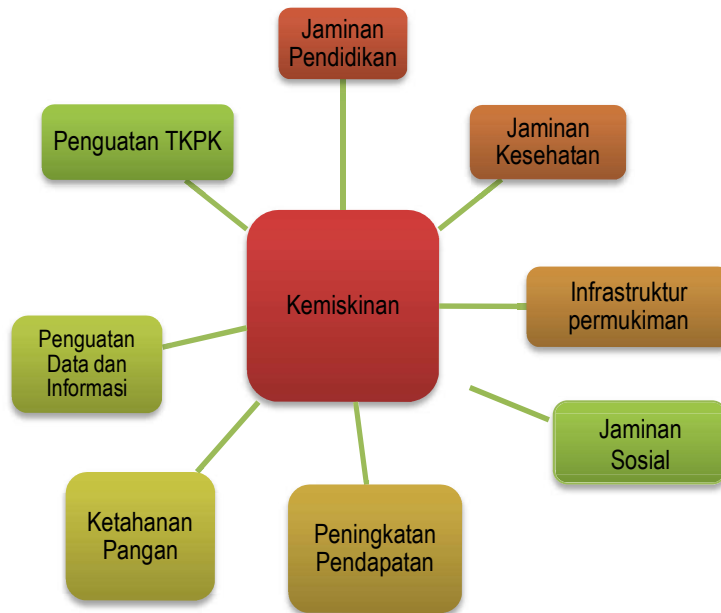 Jaminan
Pendidikan
Penguatan TKPK
Jaminan
Kesehatan
Kemiskinan
Infrastruktur
permukiman
Penguatan
Data dan
Informasi
Jaminan
Sosial
Ketahanan
Pangan
Peningkatan
Pendapatan